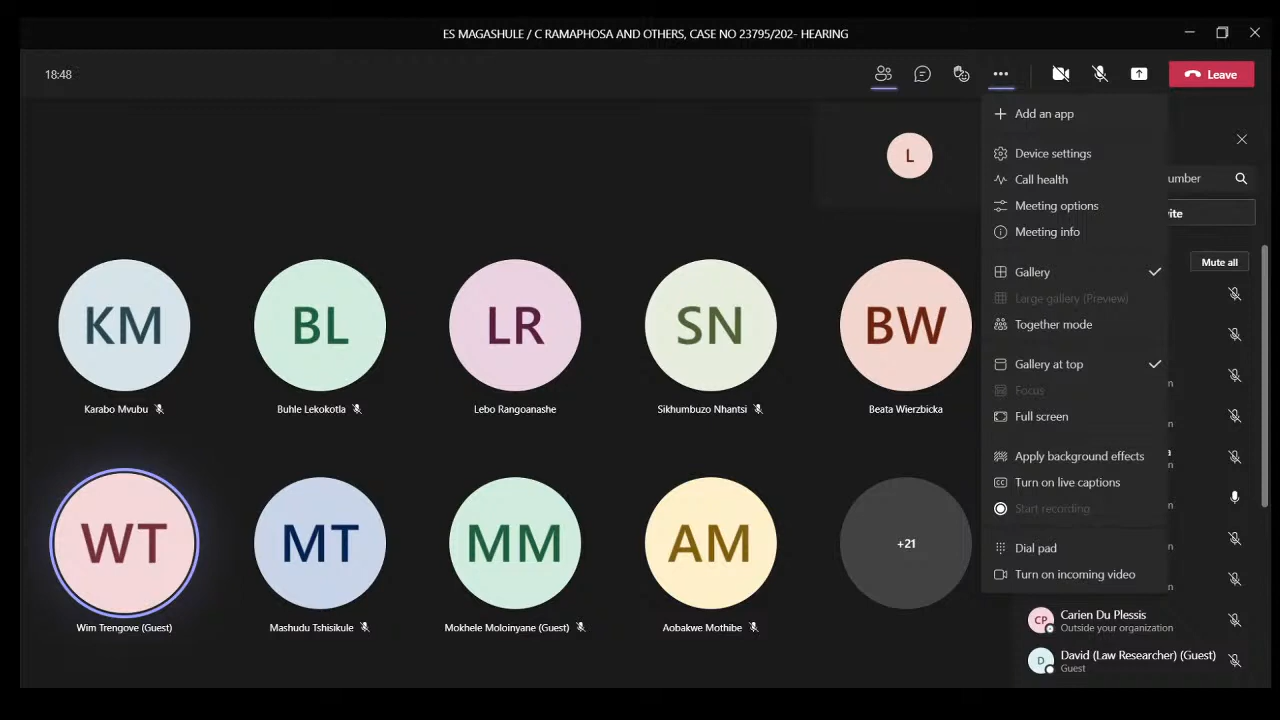 ES MAGASHULE / C RAMAPHOSA AND OTHERS, CASE NO 23795/202- HEARING
18:48
Leave
Add an app
L
Device settings
Call health
umber
Meeting options
Meeting info
vite
Mute all
Gallery
Large gallery (Preview)
Together mode
KM
BL
LR
SN
BW
Gallery at top
Focus
Full screen
Karabo Mvubu
Buhle Lekokotla
Lebo Rangoanashe
Sikhumbuzo Nhantsi
Beata Wierzbicka
Apply background effects
CC Turn on live captions
Start recording
WT
MT
MM
AM
+21
Dial pad
Turn on incoming video
Wim Trengove (Guest)
Mashudu Tshisikule
Mokhele Moloinyane (Guest)
Aobakwe Mothibe
CP
Carien Du Plessis
Outside your organization
D
David (Law Researcher) (Guest)
Guest